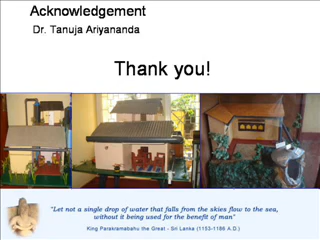 Acknowledgement
Dr. Tanuja Ariyananda
Thank you!
"Let not a single drop of water that falls from the skies flow to the sea,
without it being used for the benefit of man"
King Parakramabahu the Great - Sri Lanka (1153-1186 A.D.)